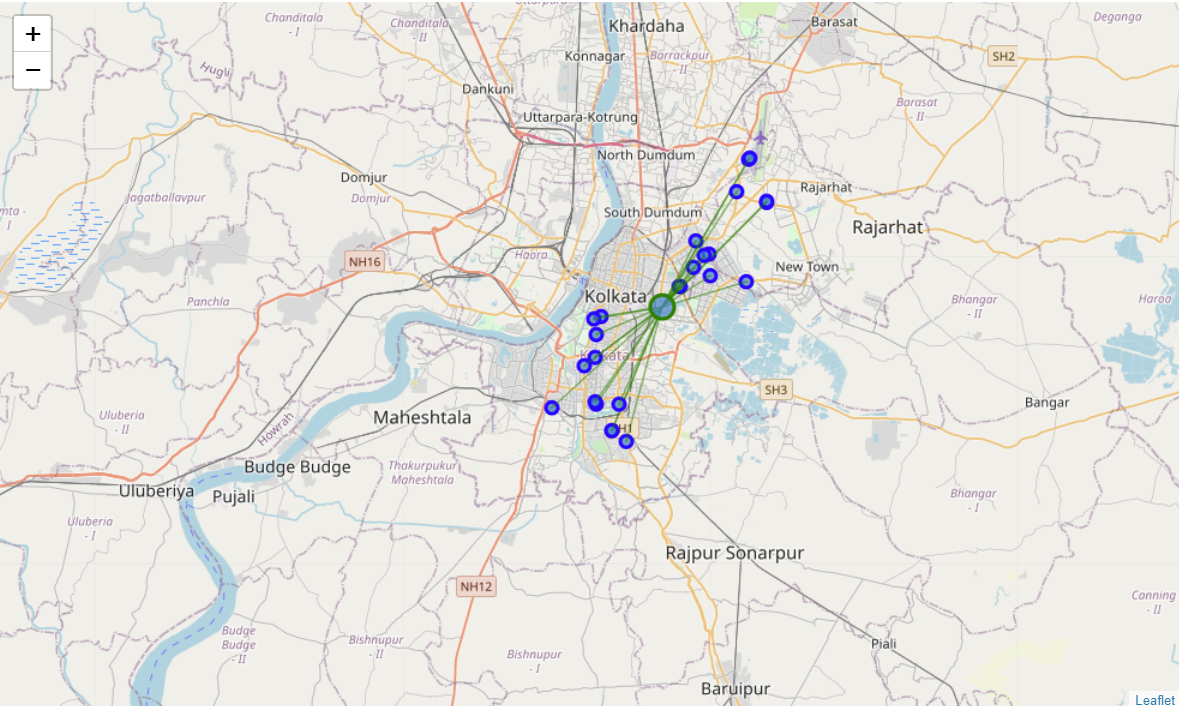 +
−
Chanditala
- I
Chanditala
- II
Khardaha
Barasat
Deganga
Konnagar
Barrackpur
- II
SH2
Hugli
Dankuni
Uttarpara-Kotrung
Barasat
- II
North Dumdum
Domjur
Domjur
Jagatballavpur
Haora
Rajarhat
South Dumdum
Rajarhat
NH16
New Town
Panchla
Kolkata
Bhangar
- II
Haroa
Kolkata
SH3
Bangar
Uluberia
- II
Howrah
Maheshtala
H1
Budge Budge
Thakurpukur
Maheshtala
Uluberiya
Pujali
Bhangar
- I
Uluberia
- I
Rajpur Sonarpur
NH12
Canning
- II
Budge
Budge
- II
Bishnupur
- II
Bishnupur
- I
Piali
Baruipur
Leaflet